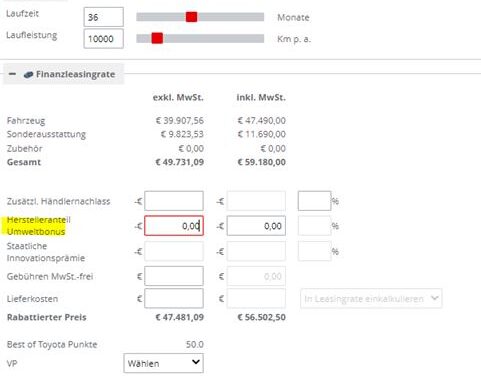 Laufzeit 36 Monate
Laufleistung 10000 Km p. a.
Finanzleasingrate
exkl. MwSt. inkl. MwSt.
Fahrzeug € 39.907,56 € 47.490,00
Sonderausstattung € 9.823,53 € 11.690,00
Zubehör € 0,00 € 0,00
Gesamt € 49.731,09 € 59.180,00
Zusätzl. Händlernachlass -€ -€ %
Herstelleranteil
Umweltbonus -€ 0,00 -€ 0,00 %
Staatliche
Innovationsprämie -€ -€ %
Gebühren MwSt.-frei € € 0,00
Lieferkosten € € In Leasingrate einkalkulieren
Rabattierter Preis € 47.481,09 € 56.502,50
Best of Toyota Punkte 50.0
VP Wählen